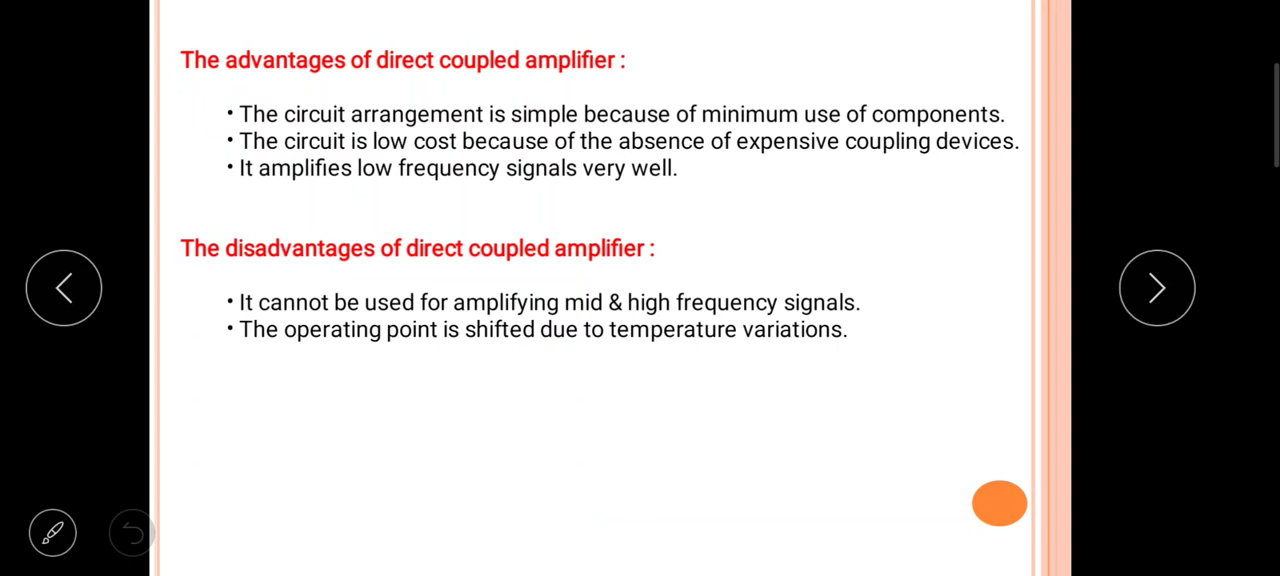 The advantages of direct coupled amplifier :
• The circuit arrangement is simple because of minimum use of components.
• The circuit is low cost because of the absence of expensive coupling devices.
• It amplifies low frequency signals very well.
The disadvantages of direct coupled amplifier :
• It cannot be used for amplifying mid & high frequency signals.
• The operating point is shifted due to temperature variations.